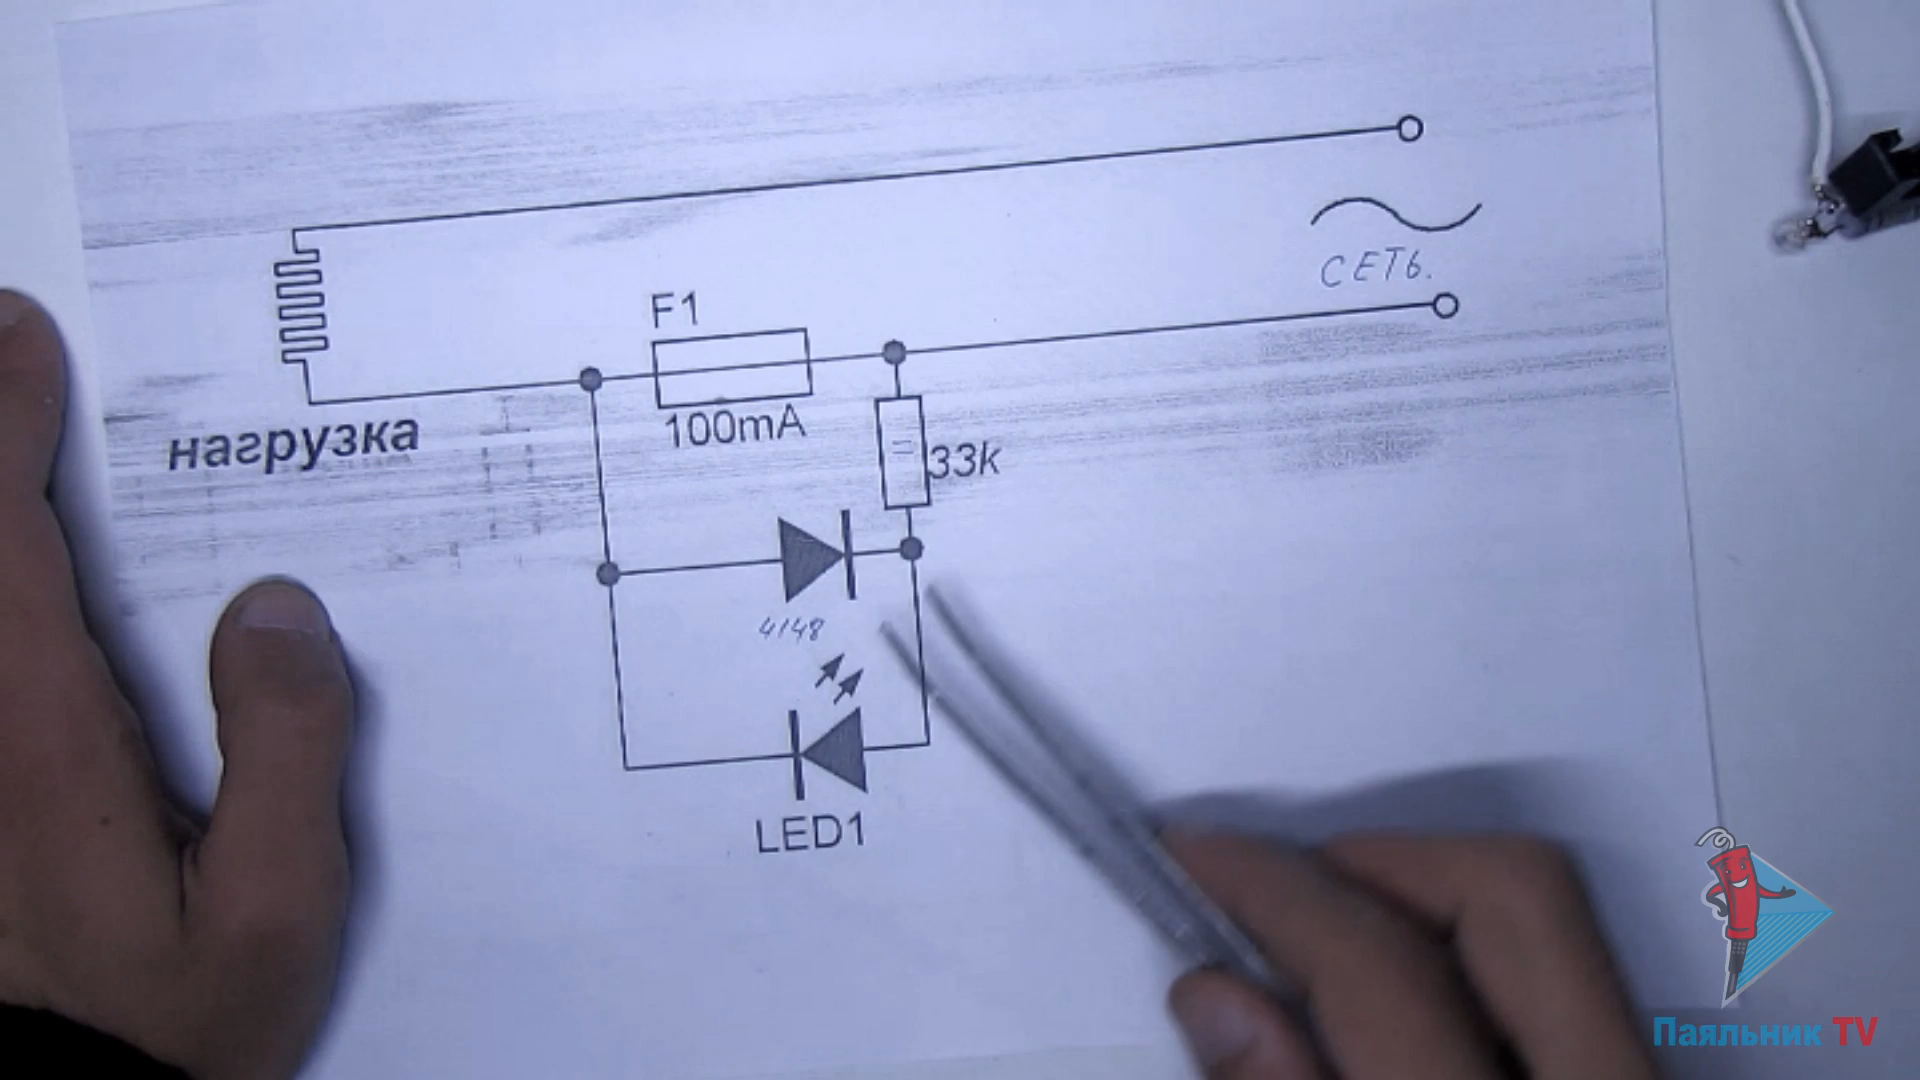 СЕТЬ.
F1
100mA
нагрузка
33k
4148
LED1
Паяльник TV